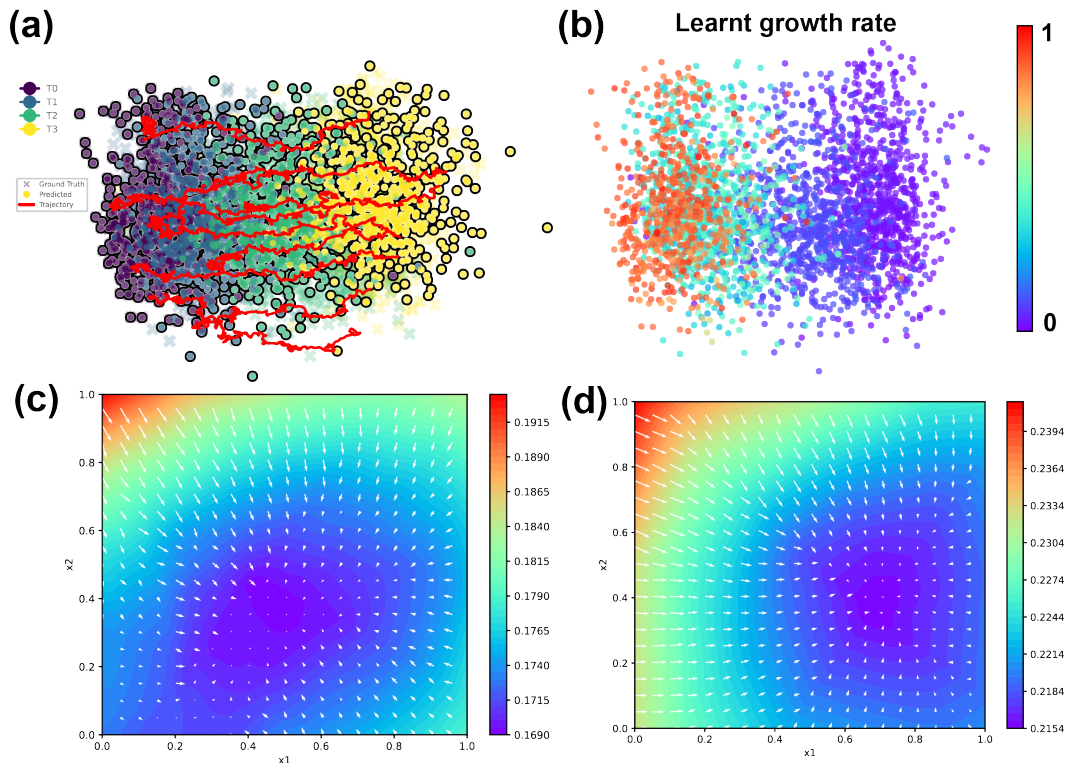 (a)
T0
T1
T2
T3
Ground Truth
Predicted
Trajectory
(b)
Learnt growth rate
1
0
(c)
1.0
0.8
0.6
0.4
0.2
0.0
x2
0.0 0.2 0.4 0.6 0.8 1.0
x1
0.1915
0.1890
0.1865
0.1840
0.1815
0.1790
0.1765
0.1740
0.1715
0.1690
(d)
1.0
0.8
0.6
0.4
0.2
0.0
x2
0.0 0.2 0.4 0.6 0.8 1.0
x1
0.2394
0.2364
0.2334
0.2304
0.2274
0.2244
0.2214
0.2184
0.2154